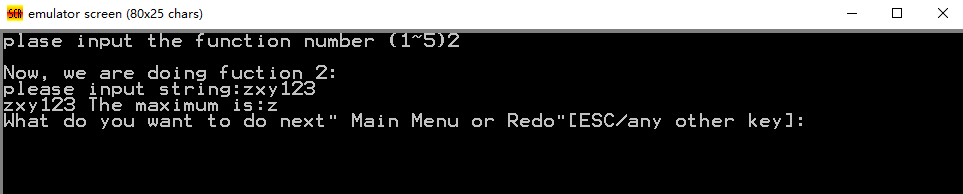 emulator screen (80x25 chars)
plase input the function number (1~5)2
Now, we are doing fuction 2:
please input string:zxy123
zxy123 The maximum is:z
What do you want to do next" Main Menu or Redo"[ESC/any other key]: